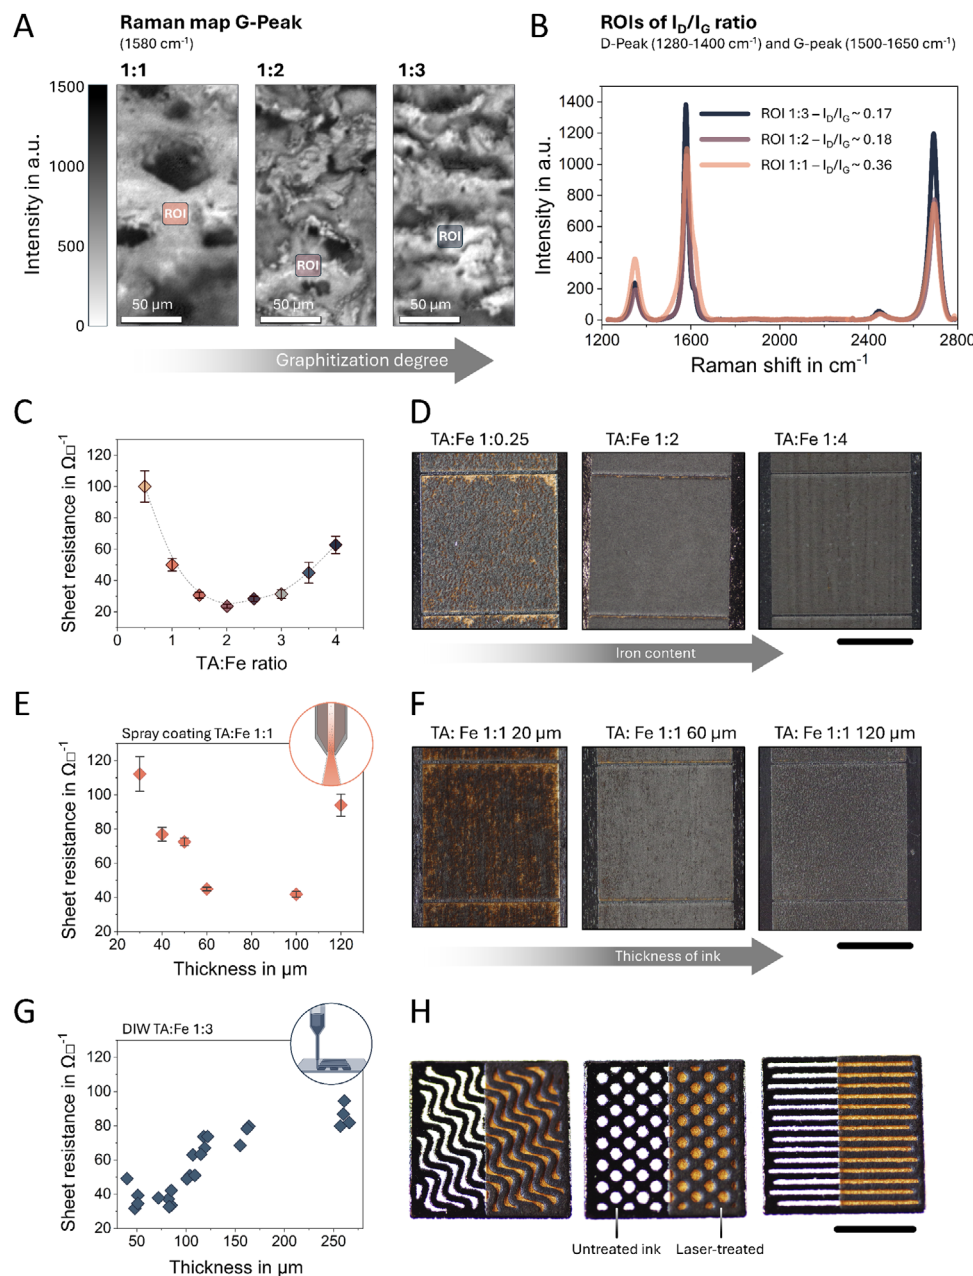 A
Raman map G-Peak
(1580 cm⁻¹)
1:1 1:2 1:3
1500
1000
500
0
Intensity in a.u.
ROI
ROI
ROI
50 µm 50 µm 50 µm
Graphitization degree
B
ROIs of I_D/I_G ratio
D-Peak (1280-1400 cm⁻¹) and G-peak (1500-1650 cm⁻¹)
1400
1200
1000
800
600
400
200
0
Intensity in a.u.
ROI 1:3 – I_D/I_G ~ 0.17
ROI 1:2 – I_D/I_G ~ 0.18
ROI 1:1 – I_D/I_G ~ 0.36
1200 1600 2000 2400 2800
Raman shift in cm⁻¹
C
120
100
80
60
40
20
Sheet resistance in Ω□⁻¹
0 1 2 3 4
TA:Fe ratio
D
TA:Fe 1:0.25 TA:Fe 1:2 TA:Fe 1:4
Iron content
E
Spray coating TA:Fe 1:1
120
100
80
60
40
20
Sheet resistance in Ω□⁻¹
20 40 60 80 100 120
Thickness in µm
F
TA: Fe 1:1 20 µm TA: Fe 1:1 60 µm TA: Fe 1:1 120 µm
Thickness of ink
G
DIW TA:Fe 1:3
120
100
80
60
40
20
Sheet resistance in Ω□⁻¹
50 100 150 200 250
Thickness in µm
H
Untreated ink Laser-treated